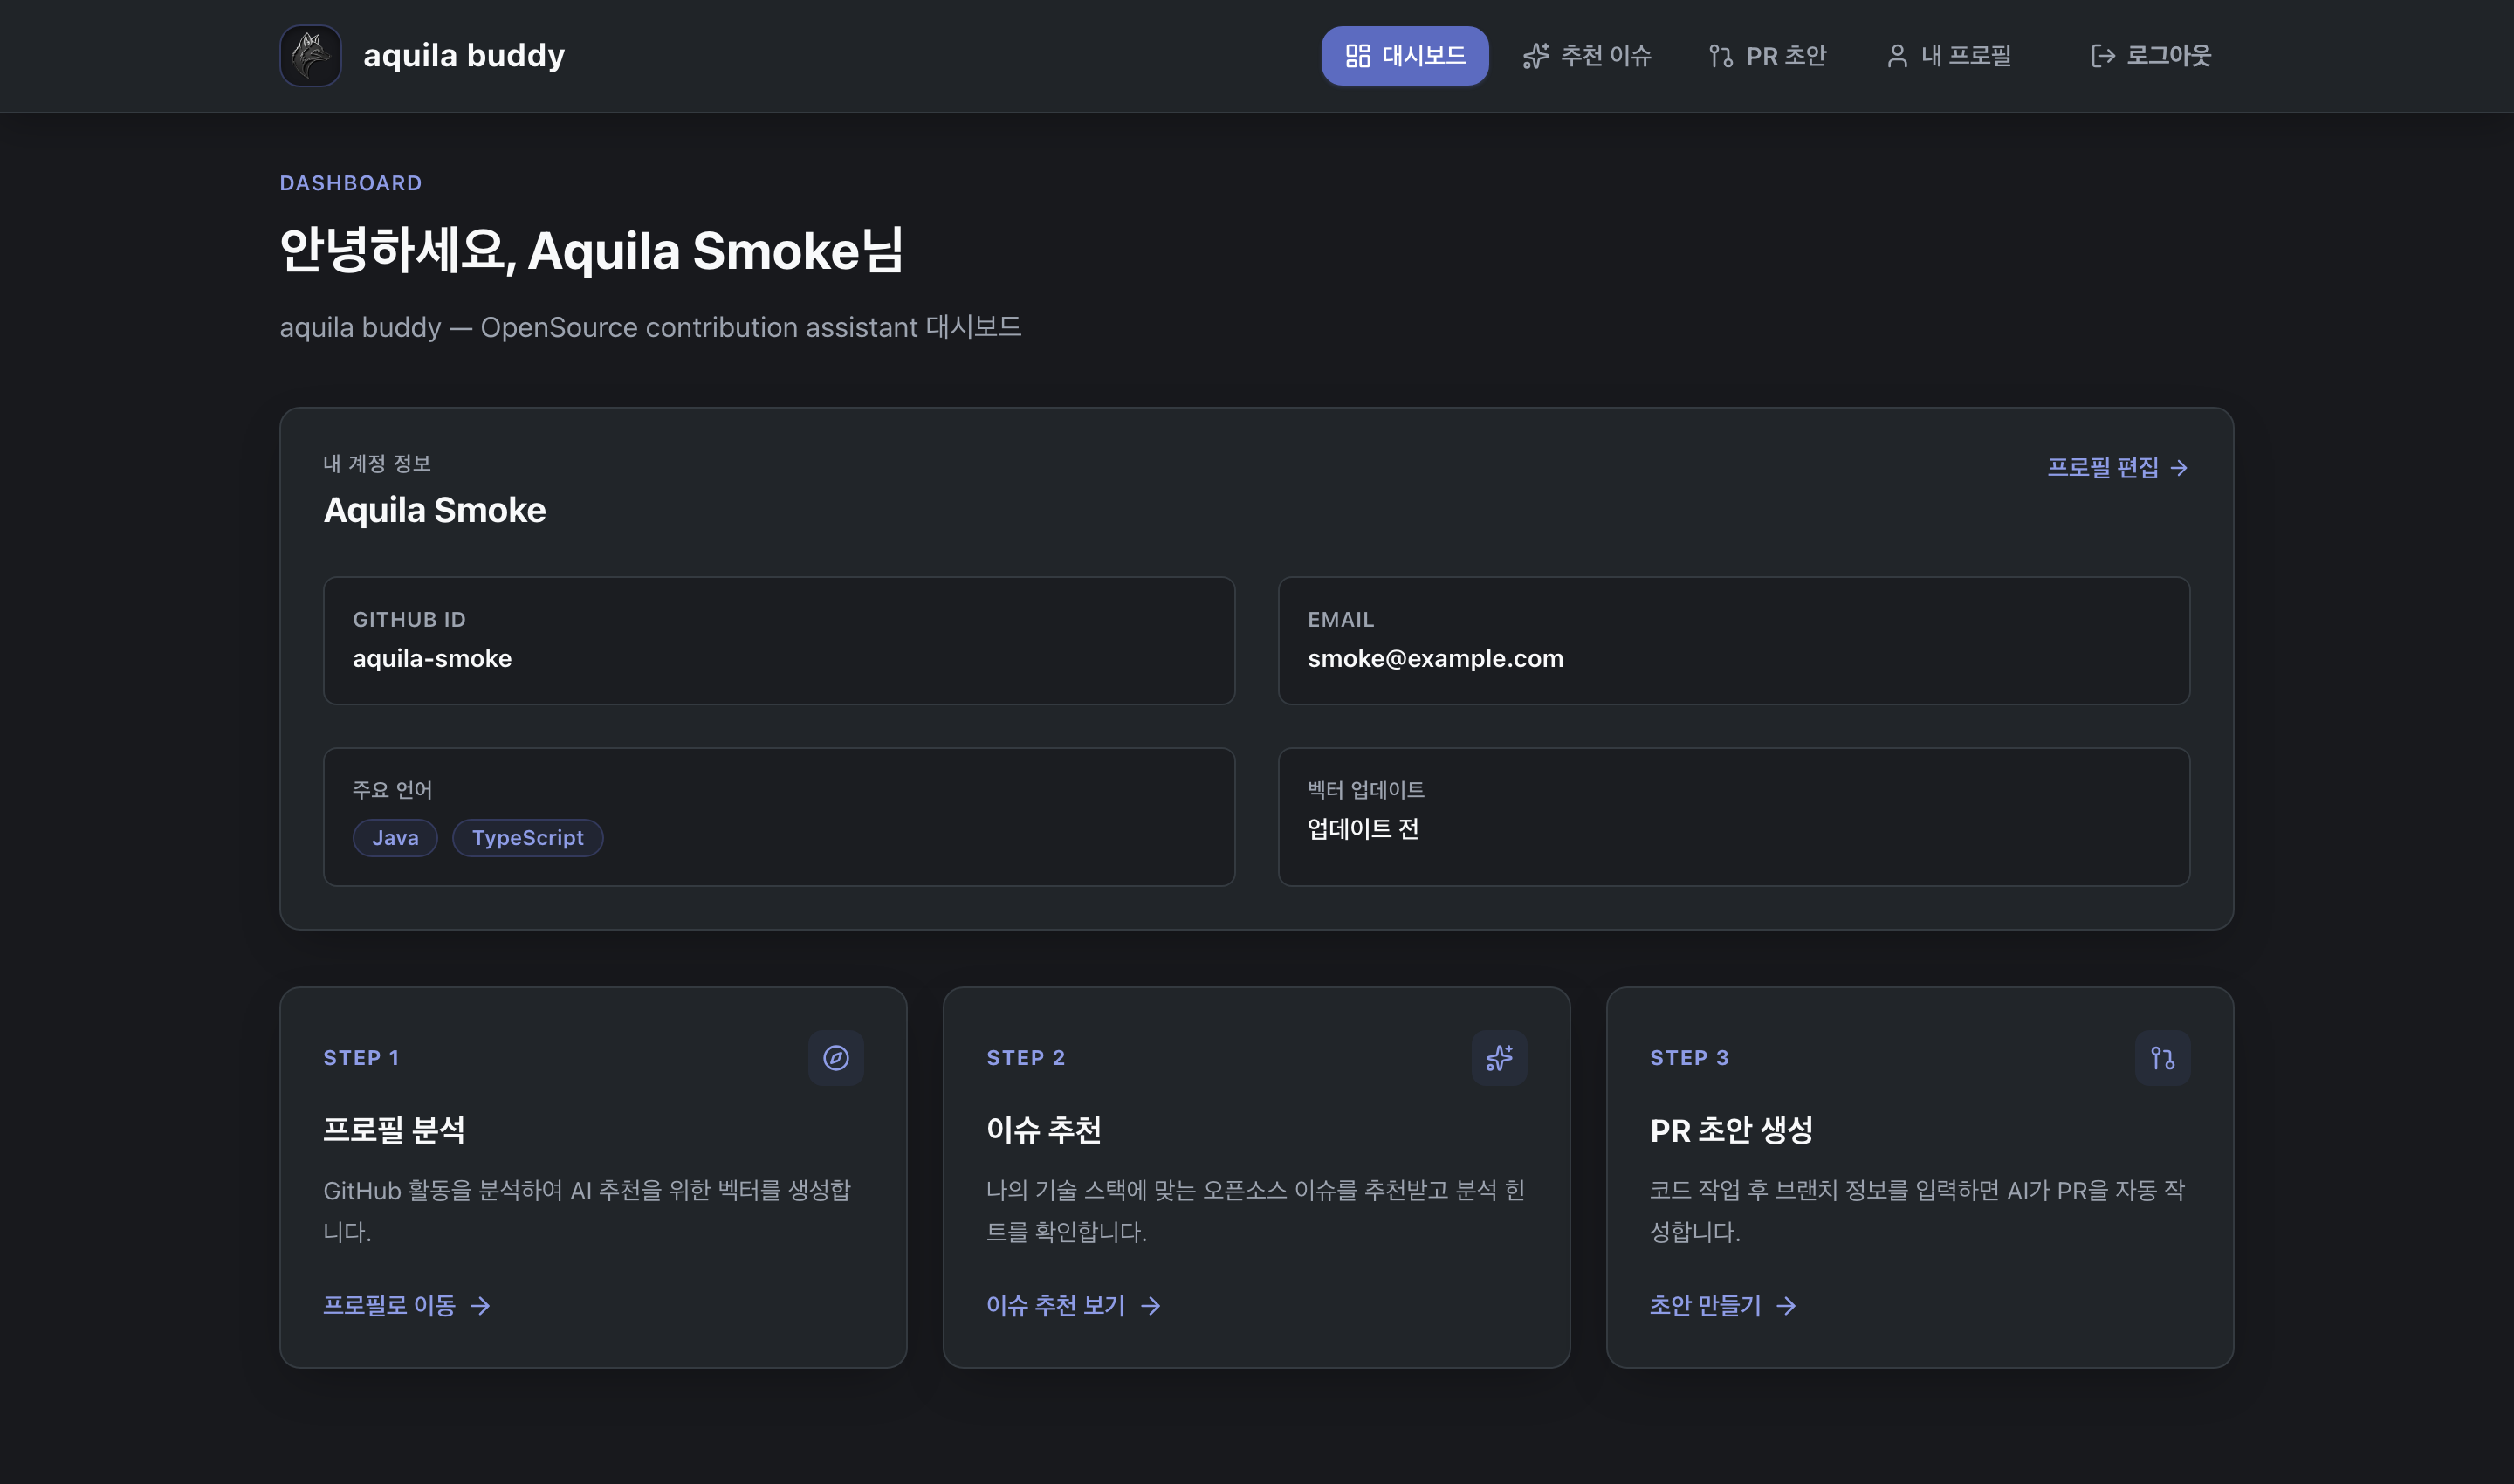 aquila buddy
대시보드
추천 이슈
PR 초안
내 프로필
로그아웃
DASHBOARD
안녕하세요, Aquila Smoke님
aquila buddy — OpenSource contribution assistant 대시보드
내 계정 정보
프로필 편집 →
Aquila Smoke
GITHUB ID
aquila-smoke
EMAIL
smoke@example.com
주요 언어
Java
TypeScript
벡터 업데이트
업데이트 전
STEP 1
프로필 분석
GitHub 활동을 분석하여 AI 추천을 위한 벡터를 생성합
니다.
프로필로 이동 →
STEP 2
이슈 추천
나의 기술 스택에 맞는 오픈소스 이슈를 추천받고 분석 힌
트를 확인합니다.
이슈 추천 보기 →
STEP 3
PR 초안 생성
코드 작업 후 브랜치 정보를 입력하면 AI가 PR을 자동 작
성합니다.
초안 만들기 →